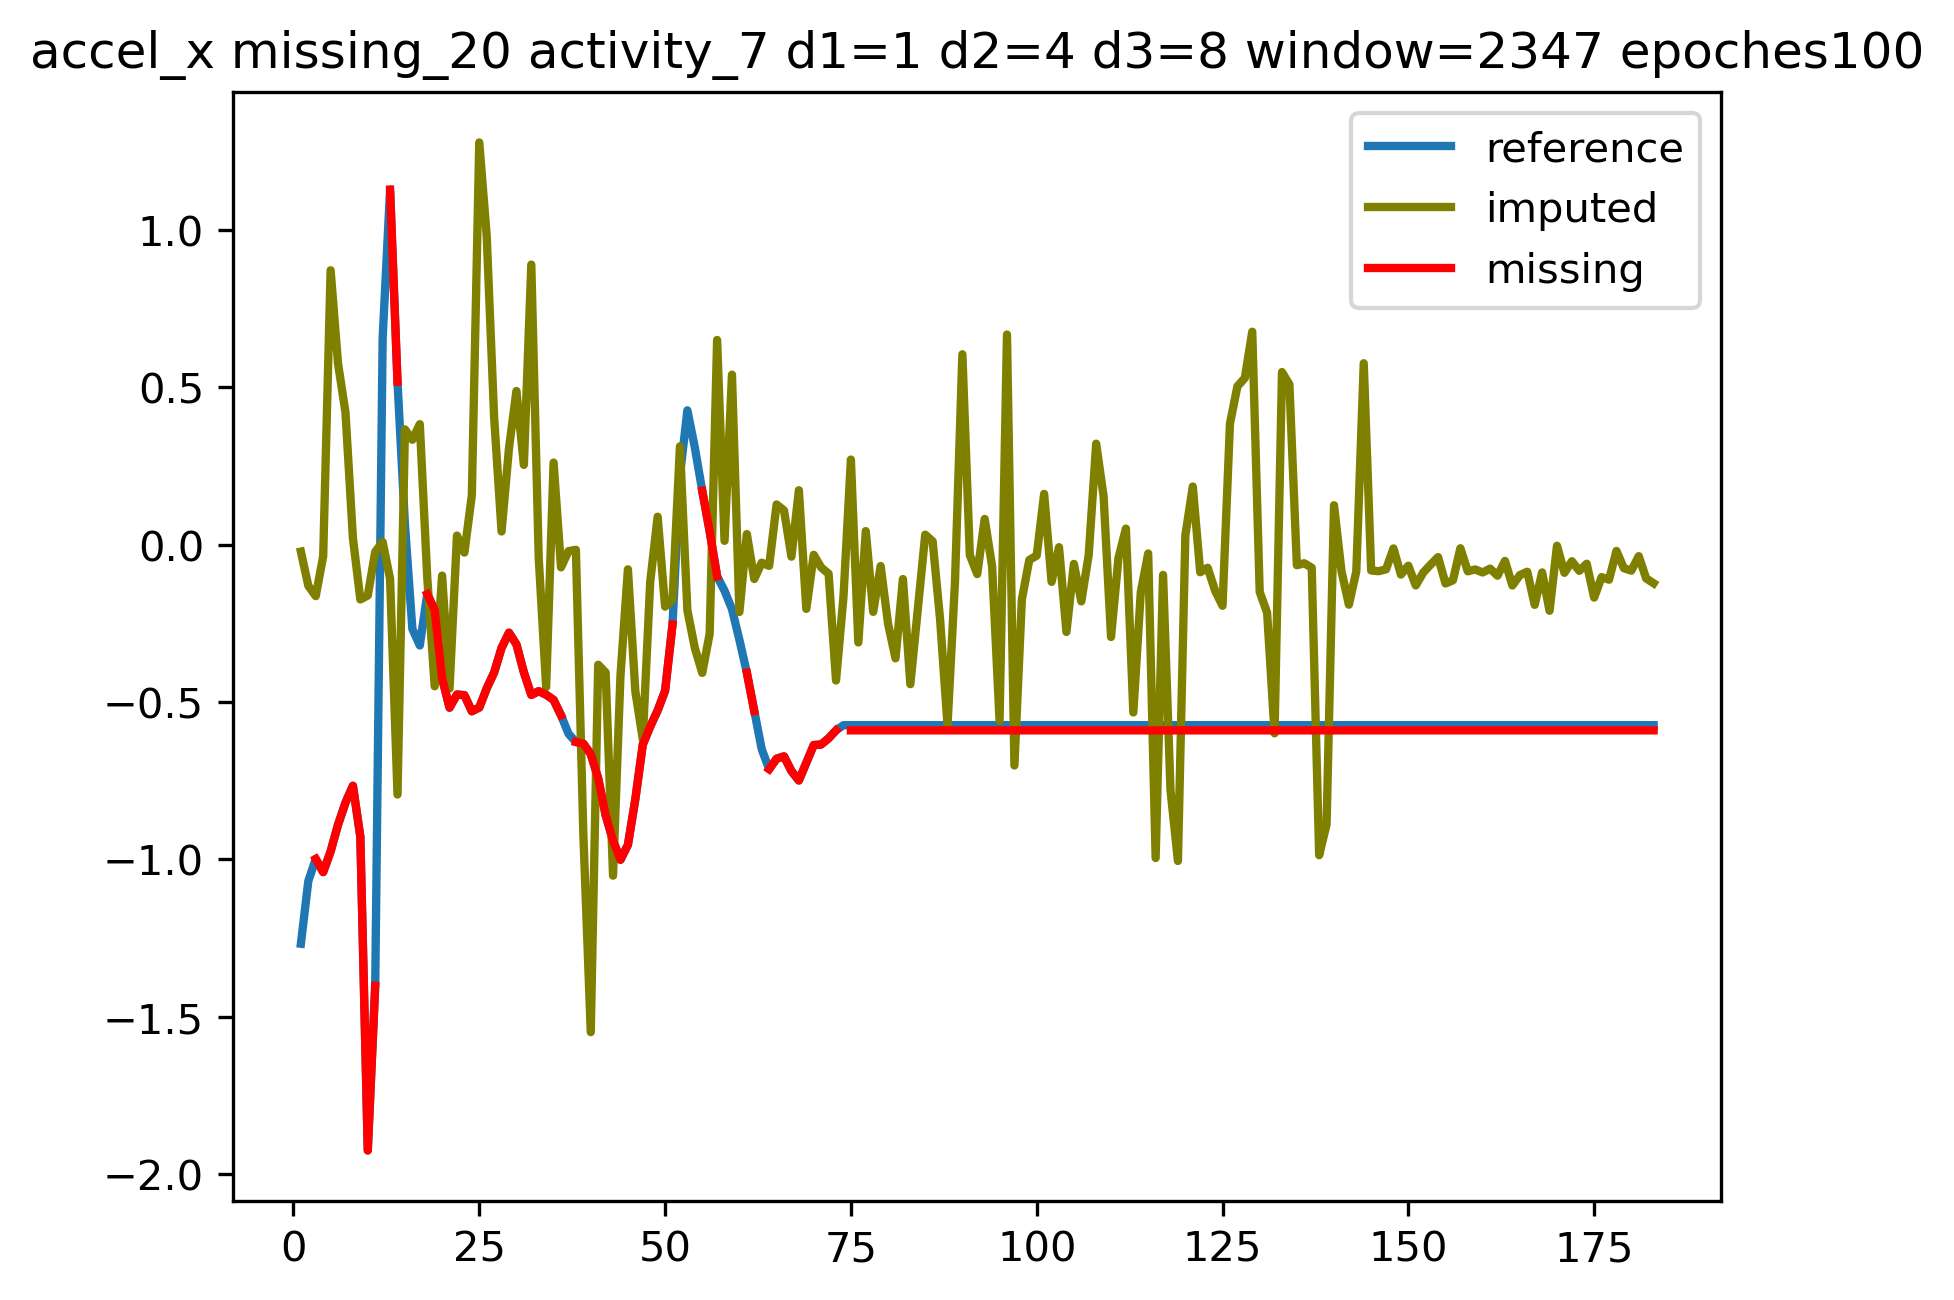 accel_x missing_20 activity_7 d1=1 d2=4 d3=8 window=2347 epoches100
reference
imputed
missing
1.0
0.5
0.0
−0.5
−1.0
−1.5
−2.0
0 25 50 75 100 125 150 175